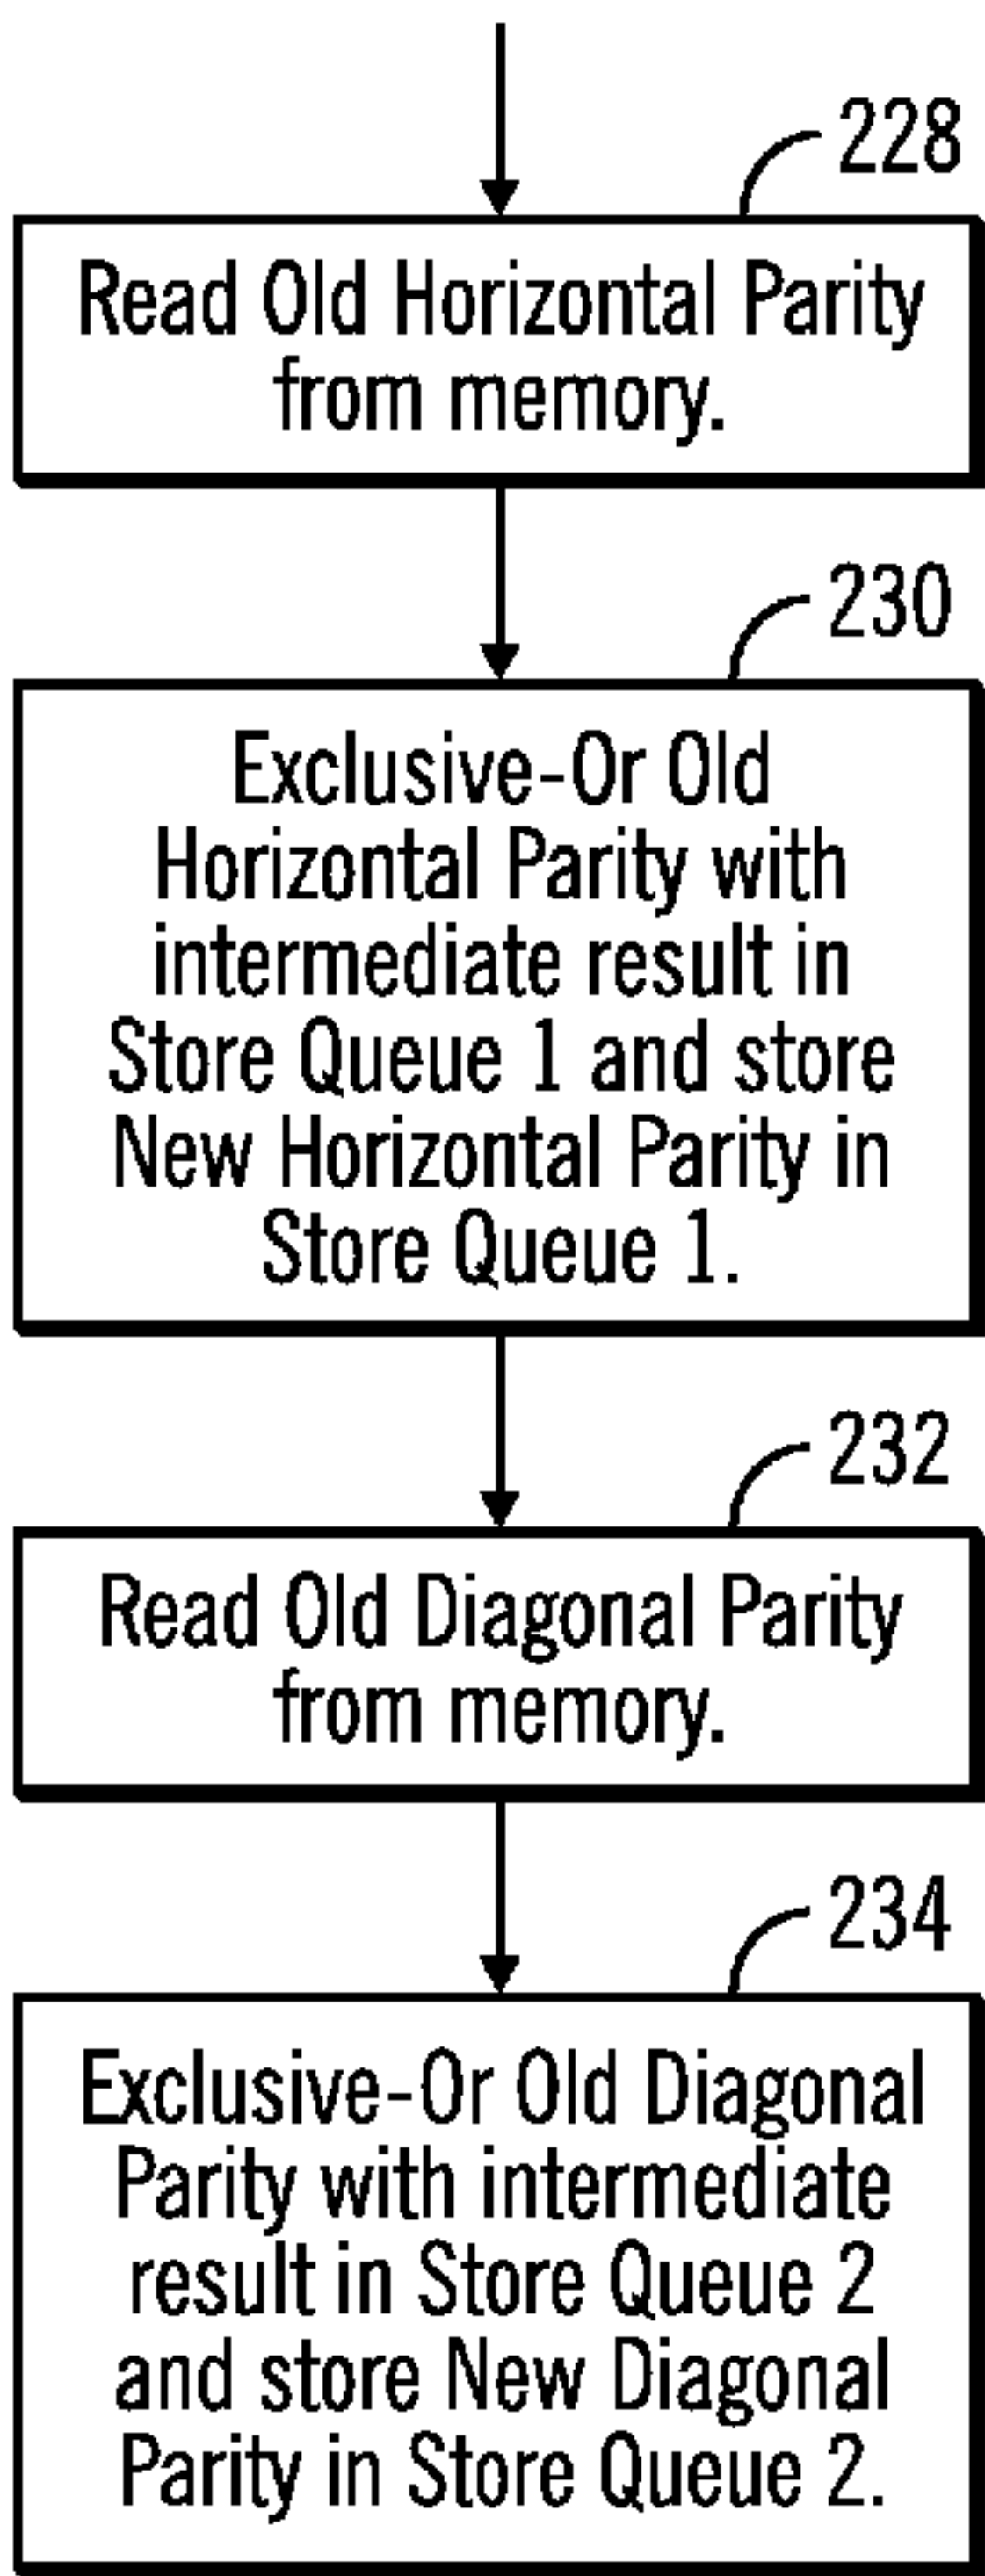 228
Read Old Horizontal Parity
from memory.
230
Exclusive-Or Old
Horizontal Parity with
intermediate result in
Store Queue 1 and store
New Horizontal Parity in
Store Queue 1.
232
Read Old Diagonal Parity
from memory.
234
Exclusive-Or Old Diagonal
Parity with intermediate
result in Store Queue 2
and store New Diagonal
Parity in Store Queue 2.